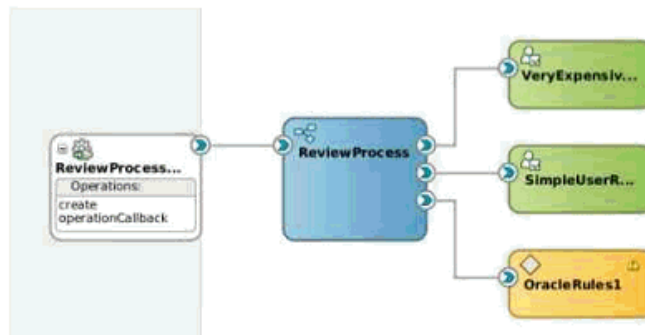 VeryExpensiv...
ReviewProcess
ReviewProcess...
Operations:
create
operationCallback
SimpleUserR...
OracleRules1